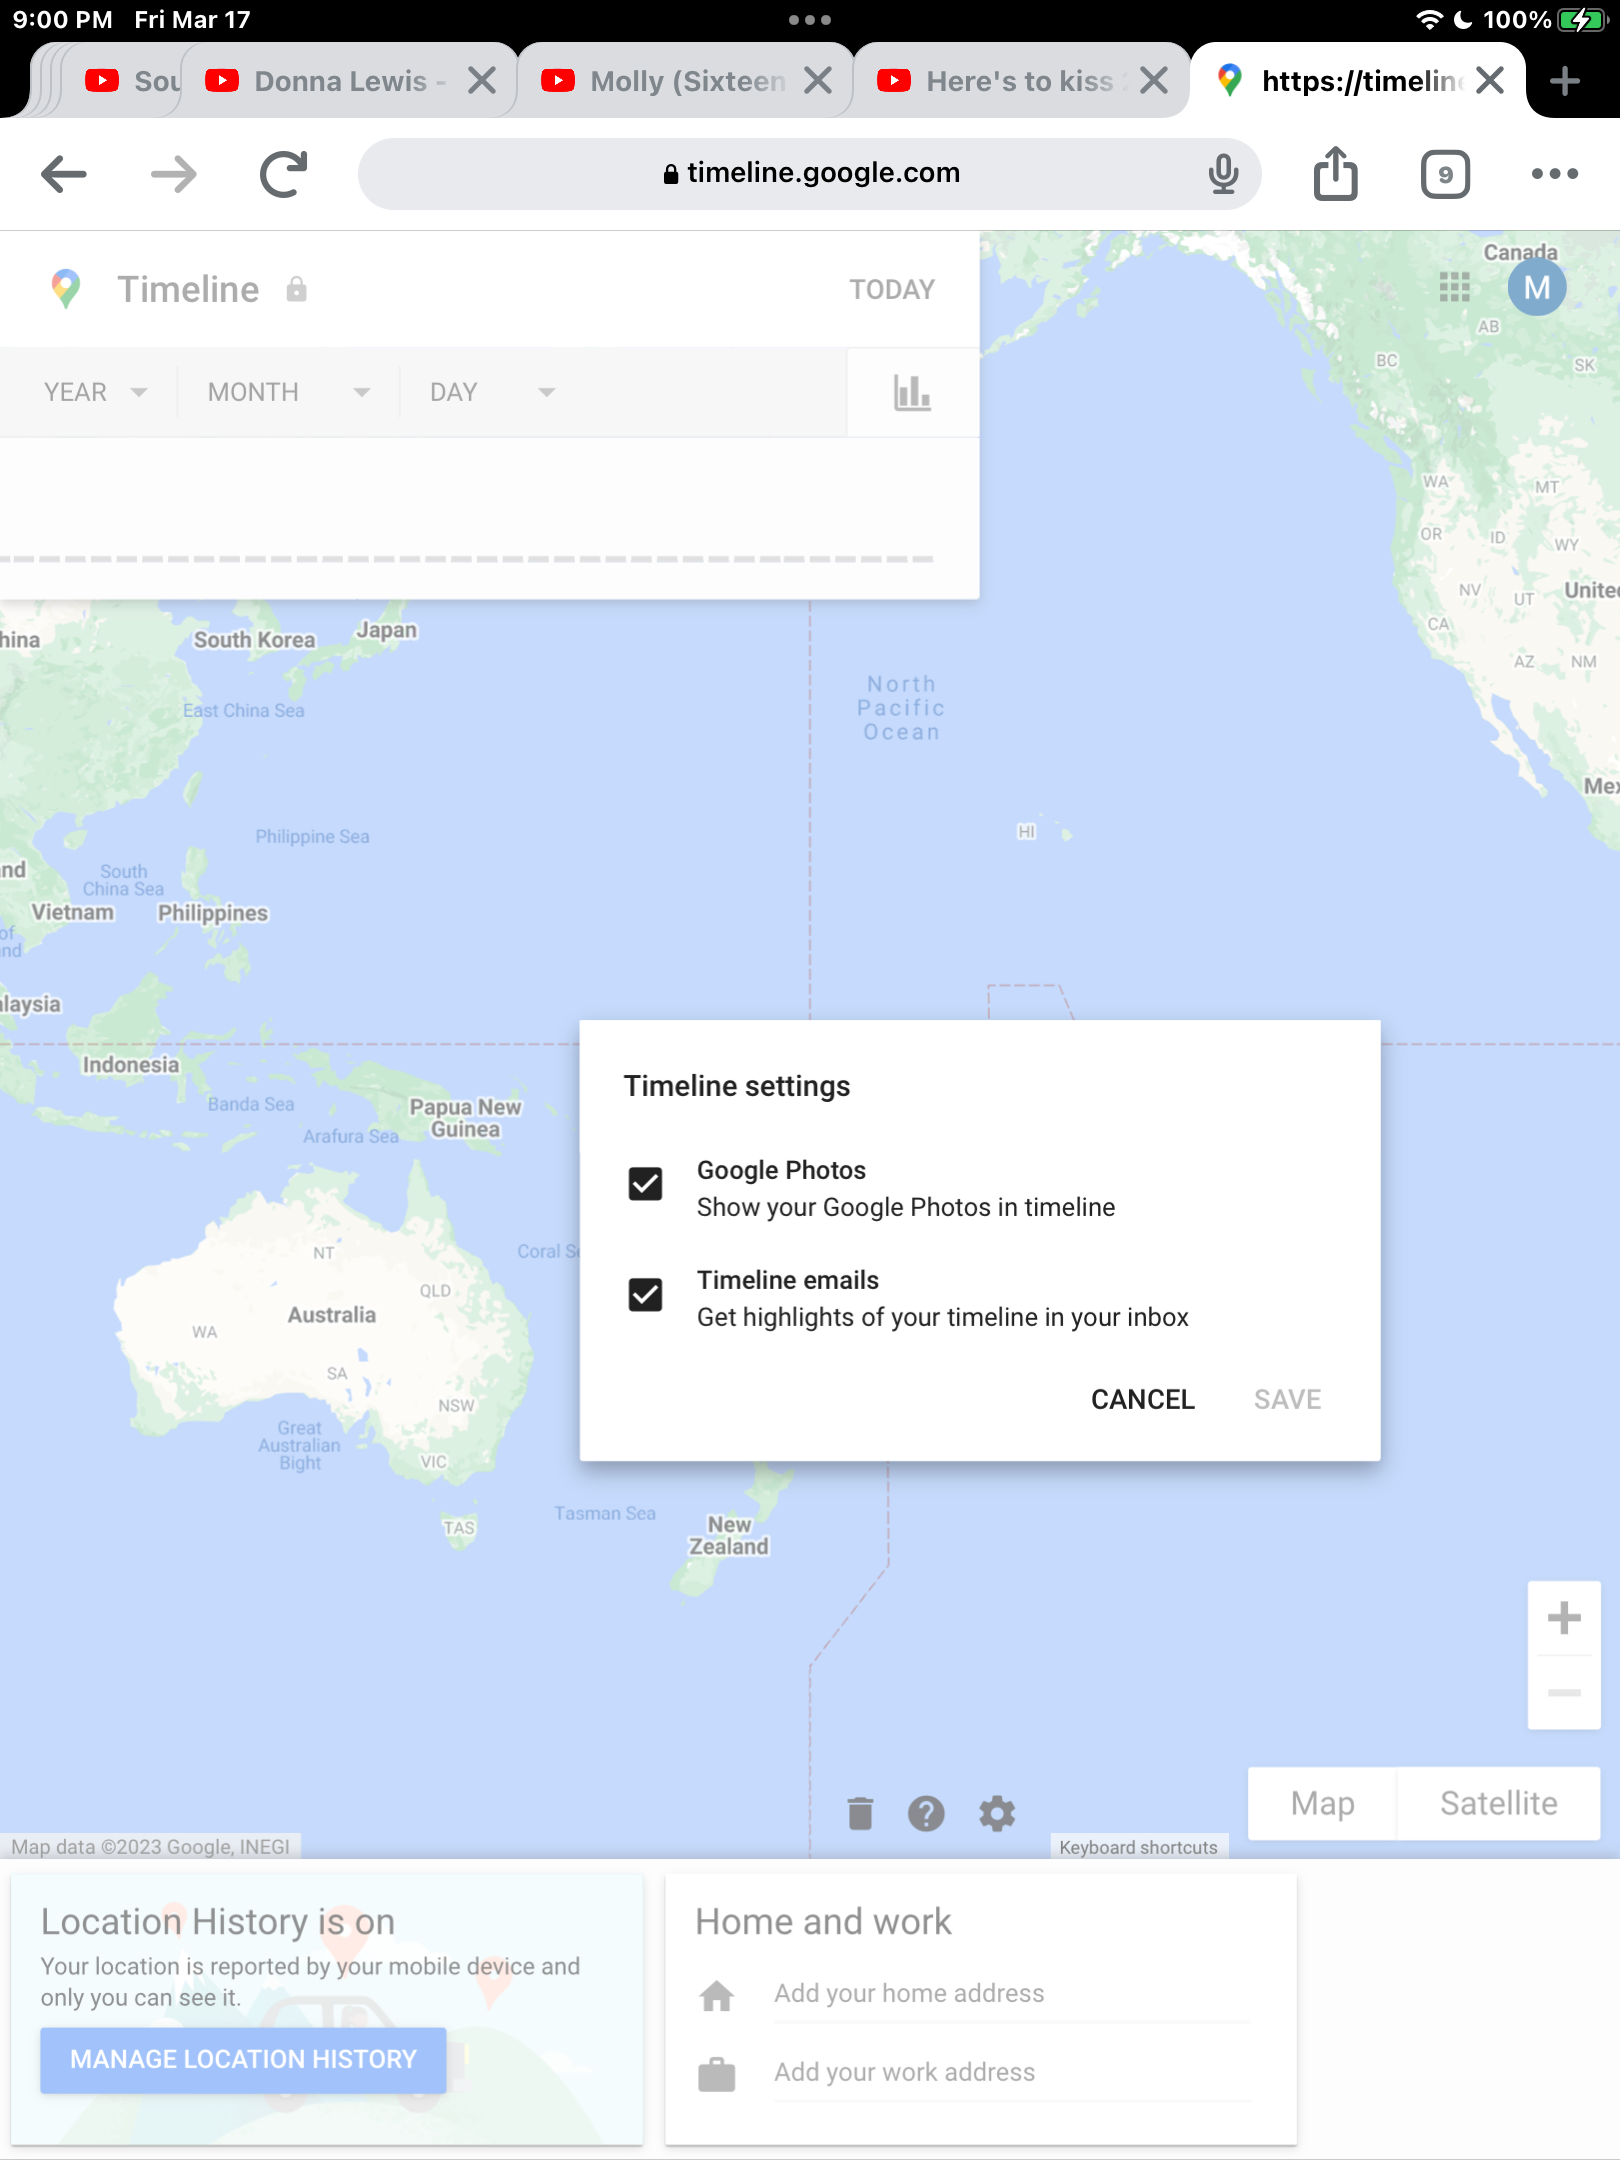 9:00 PM Fri Mar 17
100%
Sou
Donna Lewis -
Molly (Sixteen
Here's to kiss
https://timeline
timeline.google.com
9
Timeline
TODAY
M
YEAR
MONTH
DAY
Canada
AB
BC
SK
WA
MT
OR
ID
WY
NV
UT
United
CA
AZ
NM
Mex
hina
South Korea
Japan
East China Sea
North
Pacific
Ocean
Philippine Sea
HI
and
South
China Sea
Vietnam
Philippines
of
and
alaysia
Indonesia
Banda Sea
Papua New
Guinea
Arafura Sea
Timeline settings
Google Photos
Show your Google Photos in timeline
Timeline emails
Get highlights of your timeline in your inbox
CANCEL
SAVE
Coral Se
NT
QLD
Australia
WA
SA
NSW
Great
Australian
Bight
VIC
TAS
Tasman Sea
New
Zealand
Map
Satellite
Map data ©2023 Google, INEGI
Keyboard shortcuts
Location History is on
Your location is reported by your mobile device and
only you can see it.
MANAGE LOCATION HISTORY
Home and work
Add your home address
Add your work address